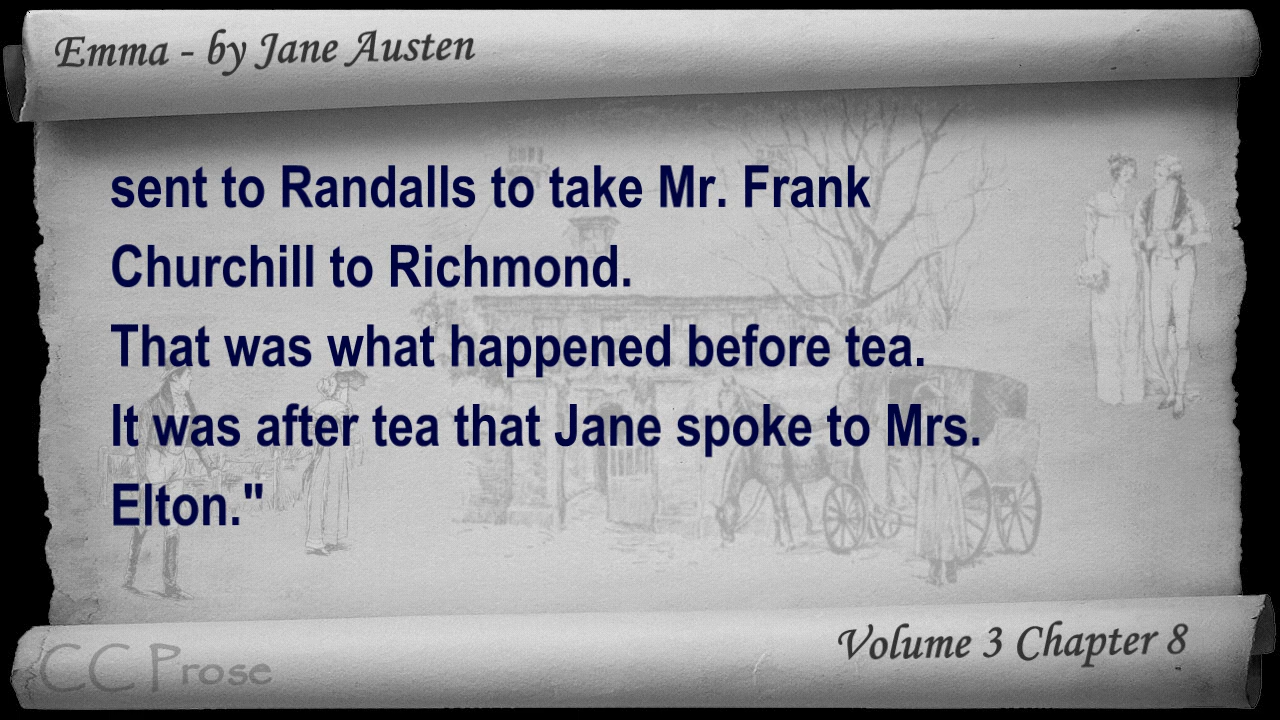 Emma - by Jane Austen
sent to Randalls to take Mr. Frank
Churchill to Richmond.
That was what happened before tea.
It was after tea that Jane spoke to Mrs.
Elton."
Volume 3 Chapter 8
CC Prose